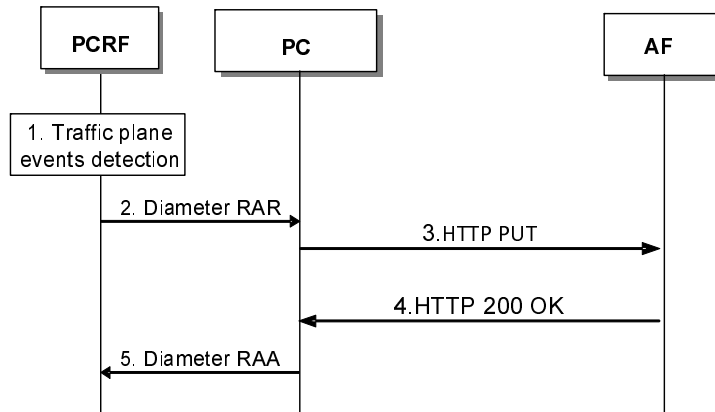 PCRF
PC
AF
1. Traffic plane
events detection
2. Diameter RAR
3.HTTP PUT
4.HTTP 200 OK
5. Diameter RAA